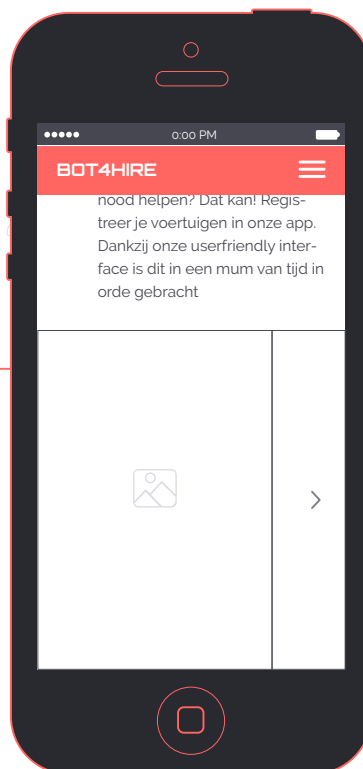 0:00 PM
BOT4HIRE
nood helpen? Dat kan! Regis-
treer je voertuigen in onze app.
Dankzij onze userfriendly inter-
face is dit in een mum van tijd in
orde gebracht